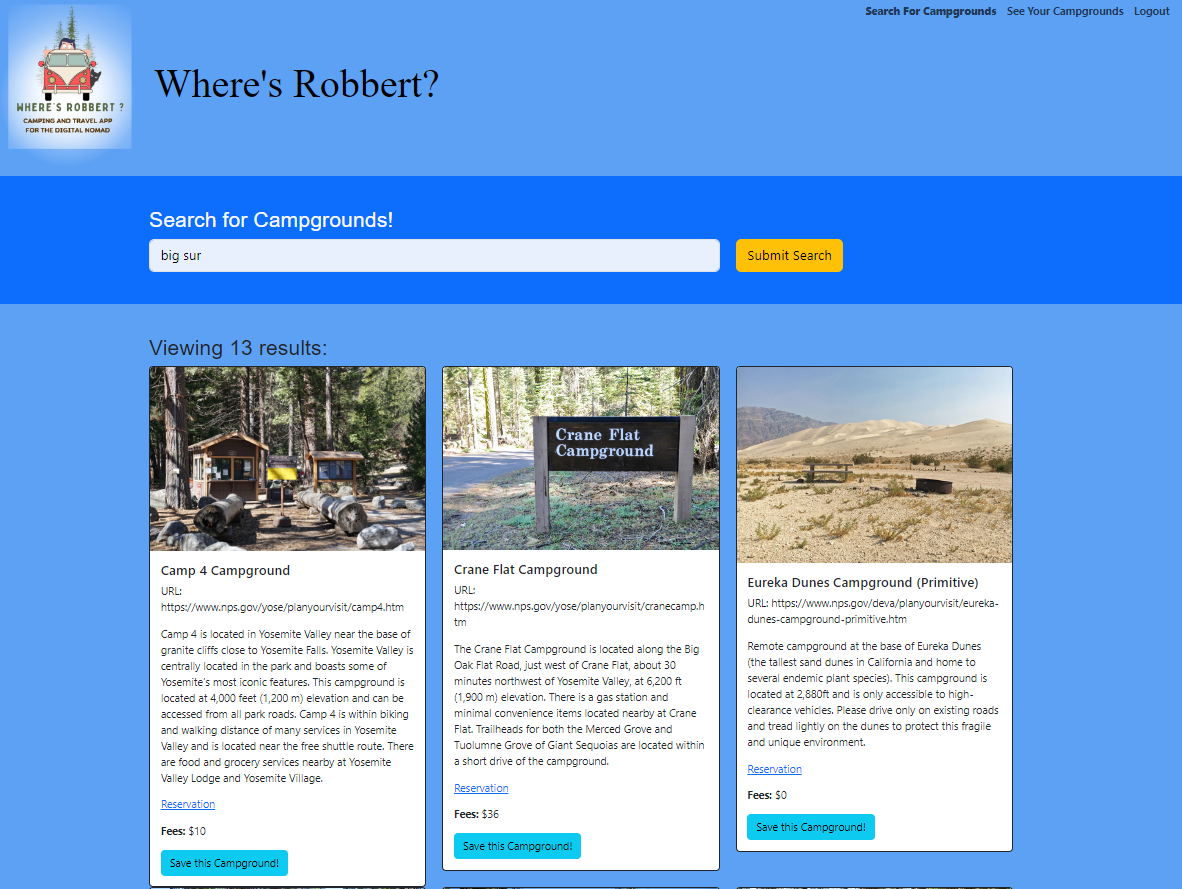 Search For Campgrounds See Your Campgrounds Logout
WHERE'S ROBBERT ?
CAMPING AND TRAVEL APP
FOR THE DIGITAL NOMAD
Where's Robbert?
Search for Campgrounds!
big sur
Submit Search
Viewing 13 results:
Camp 4 Campground
URL:
https://www.nps.gov/yose/planyourvisit/camp4.htm
Camp 4 is located in Yosemite Valley near the base of
granite cliffs close to Yosemite Falls. Yosemite Valley is
centrally located in the park and boasts some of
Yosemite's most iconic features. This campground is
located at 4,000 feet (1,200 m) elevation and can be
accessed from all park roads. Camp 4 is within biking
and walking distance of many services in Yosemite
Valley and is located near the free shuttle route. There
are food and grocery services nearby at Yosemite
Valley Lodge and Yosemite Village.
Reservation
Fees: $10
Save this Campground!
Crane Flat
Campground
Crane Flat Campground
URL:
https://www.nps.gov/yose/planyourvisit/cranecamp.h
tm
The Crane Flat Campground is located along the Big
Oak Flat Road, just west of Crane Flat, about 30
minutes northwest of Yosemite Valley, at 6,200 ft
(1,900 m) elevation. There is a gas station and
minimal convenience items located nearby at Crane
Flat. Trailheads for both the Merced Grove and
Tuolumne Grove of Giant Sequoias are located within
a short drive of the campground.
Reservation
Fees: $36
Save this Campground!
Eureka Dunes Campground (Primitive)
URL: https://www.nps.gov/deva/planyourvisit/eureka-
dunes-campground-primitive.htm
Remote campground at the base of Eureka Dunes
(the tallest sand dunes in California and home to
several endemic plant species). This campground is
located at 2,880ft and is only accessible to high-
clearance vehicles. Please drive only on existing roads
and tread lightly on the dunes to protect this fragile
and unique environment.
Reservation
Fees: $0
Save this Campground!